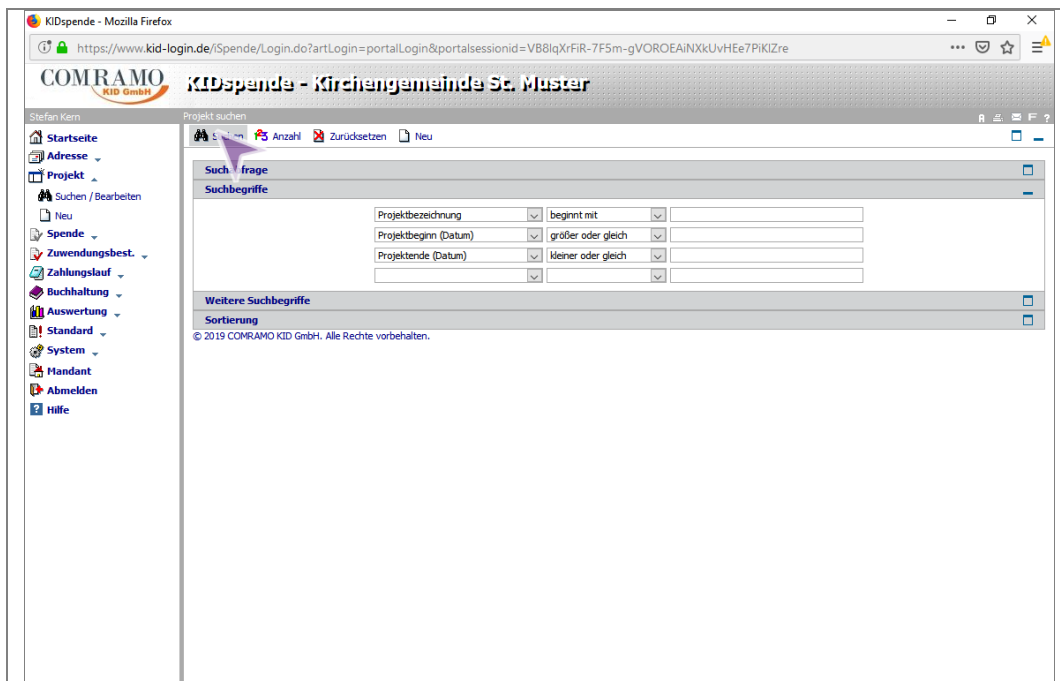 KIDspende - Mozilla Firefox
https://www.kid-login.de/iSpende/Login.do?artLogin=portalLogin&portalsessionid=VB8lqXrFiR-7F5m-gVOROEAiNXkUvHEe7PiKlZre
COMRAMO
KID GmbH
KIDspende - Kirchengemeinde St. Muster
Stefan Kern
Projekt suchen
Anzahl Zurücksetzen Neu
Startseite
Adresse
Projekt
Suchen / Bearbeiten
Neu
Spende
Zuwendungsbest.
Zahlungslauf
Buchhaltung
Auswertung
Standard
System
Mandant
Abmelden
Hilfe
Suchbegriffe
Projektbezeichnung beginnt mit
Projektbeginn (Datum) größer oder gleich
Projektende (Datum) kleiner oder gleich
Weitere Suchbegriffe
Sortierung
© 2019 COMRAMO KID GmbH. Alle Rechte vorbehalten.